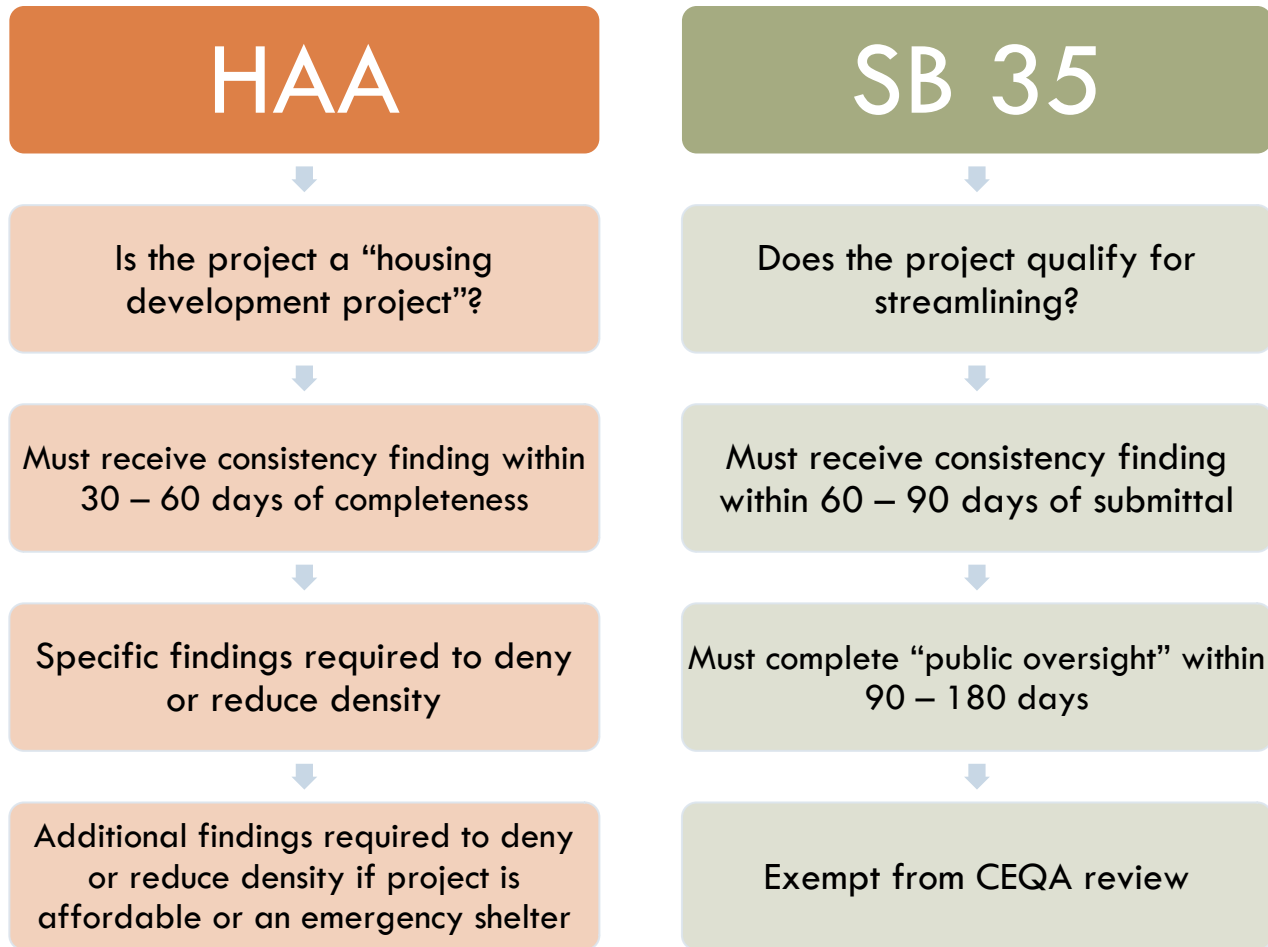 HAA
Is the project a “housing
development project”?
Must receive consistency finding within
30 – 60 days of completeness
Specific findings required to deny
or reduce density
Additional findings required to deny
or reduce density if project is
affordable or an emergency shelter
SB 35
Does the project qualify for
streamlining?
Must receive consistency finding
within 60 – 90 days of submittal
Must complete “public oversight” within
90 – 180 days
Exempt from CEQA review